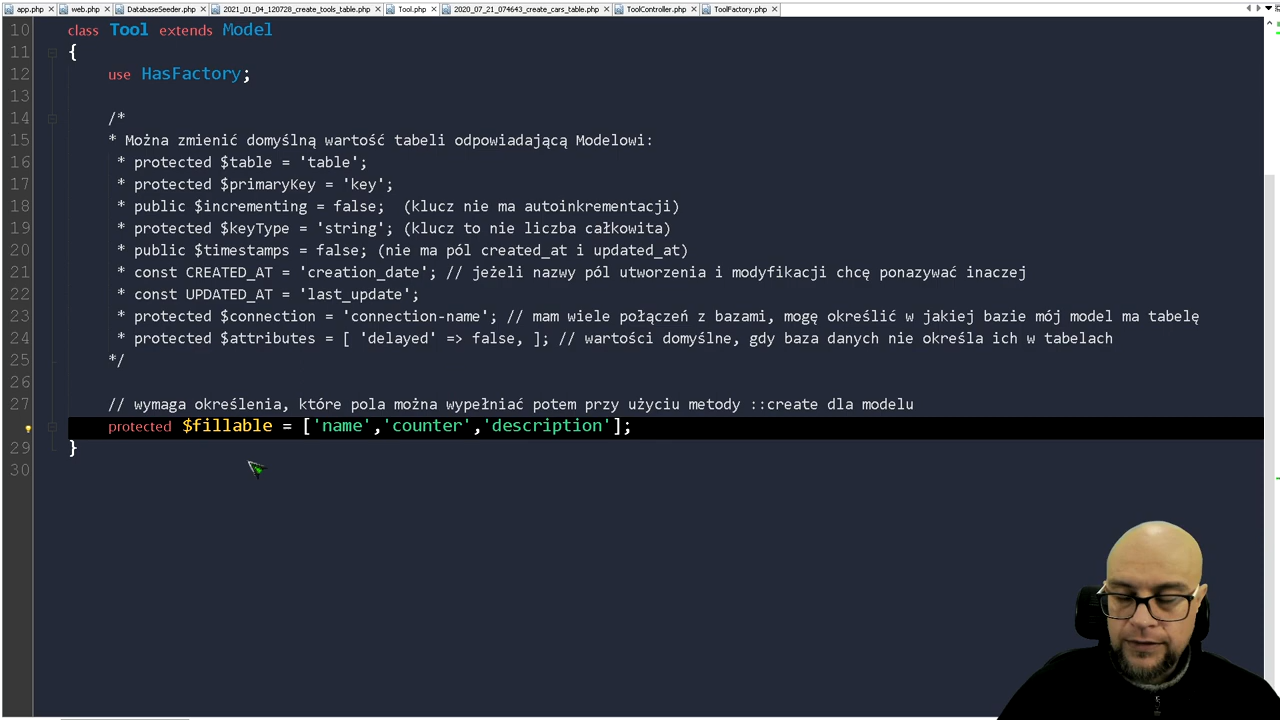 app.php
web.php
DatabaseSeeder.php
2021_01_04_120728_create_tools_table.php
Tool.php
2020_07_21_074643_create_cars_table.php
ToolController.php
ToolFactory.php
10 class Tool extends Model
11 {
12 use HasFactory;
13
14 /*
15 * Można zmienić domyślną wartość tabeli odpowiadającą Modelowi:
16 * protected $table = 'table';
17 * protected $primaryKey = 'key';
18 * public $incrementing = false; (klucz nie ma autoinkrementacji)
19 * protected $keyType = 'string'; (klucz to nie liczba całkowita)
20 * public $timestamps = false; (nie ma pól created_at i updated_at)
21 * const CREATED_AT = 'creation_date'; // jeżeli nazwy pól utworzenia i modyfikacji chcę ponazywać inaczej
22 * const UPDATED_AT = 'last_update';
23 * protected $connection = 'connection-name'; // mam wiele połączeń z bazami, mogę określić w jakiej bazie mój model ma tabelę
24 * protected $attributes = [ 'delayed' => false, ]; // wartości domyślne, gdy baza danych nie określa ich w tabelach
25 */
26
27 // wymaga określenia, które pola można wypełniać potem przy użyciu metody ::create dla modelu
protected $fillable = ['name','counter','description'];
29 }
30